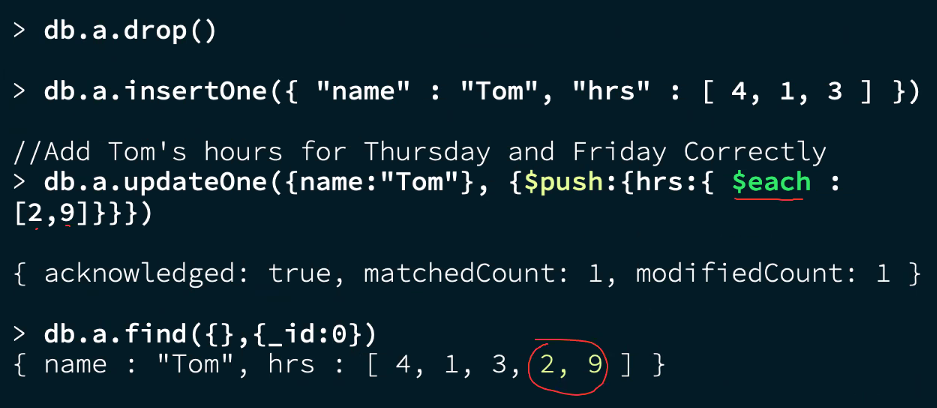 > db.a.drop()
> db.a.insertOne({ "name" : "Tom", "hrs" : [ 4, 1, 3 ] })
//Add Tom's hours for Thursday and Friday Correctly
> db.a.updateOne({name:"Tom"}, {$push:{hrs:{ $each :
[2,9]}}})
{ acknowledged: true, matchedCount: 1, modifiedCount: 1 }
> db.a.find({},{_id:0})
{ name : "Tom", hrs : [ 4, 1, 3, 2, 9 ] }